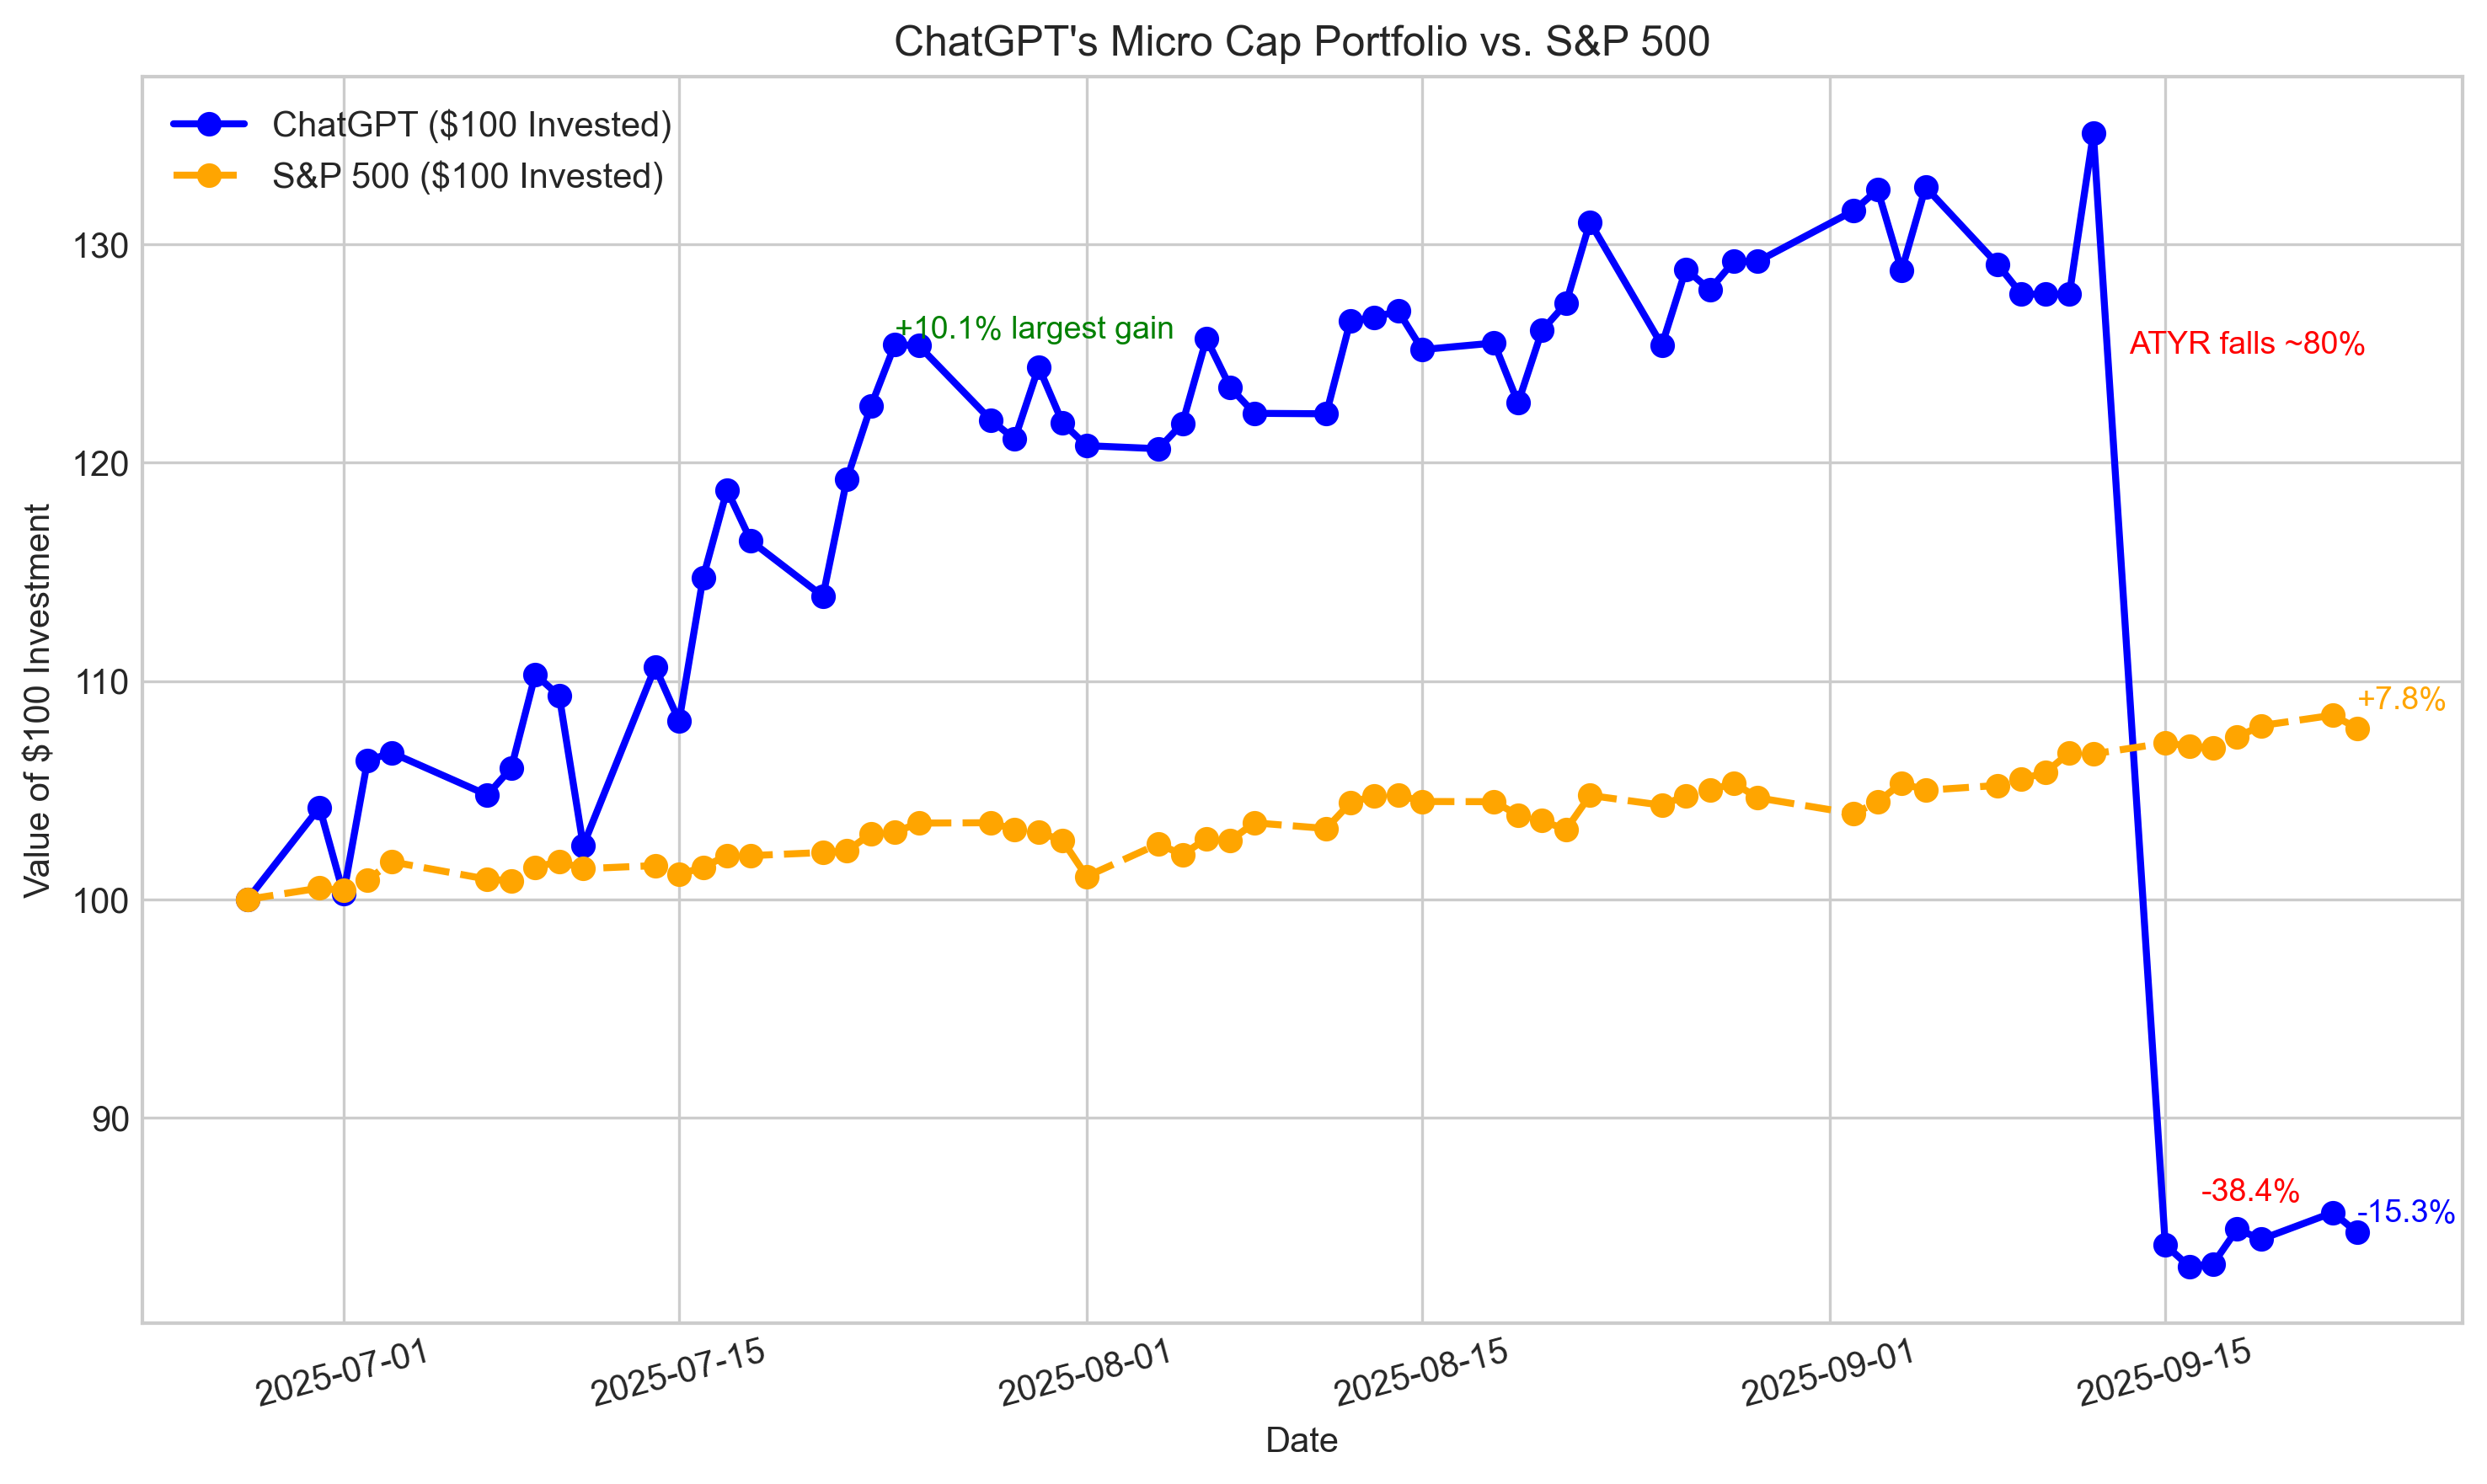 ChatGPT's Micro Cap Portfolio vs. S&P 500
ChatGPT ($100 Invested)
S&P 500 ($100 Invested)
130
120
110
100
90
Value of $100 Investment
+10.1% largest gain
ATYR falls ~80%
+7.8%
-38.4%
-15.3%
2025-07-01
2025-07-15
2025-08-01
2025-08-15
2025-09-01
2025-09-15
Date